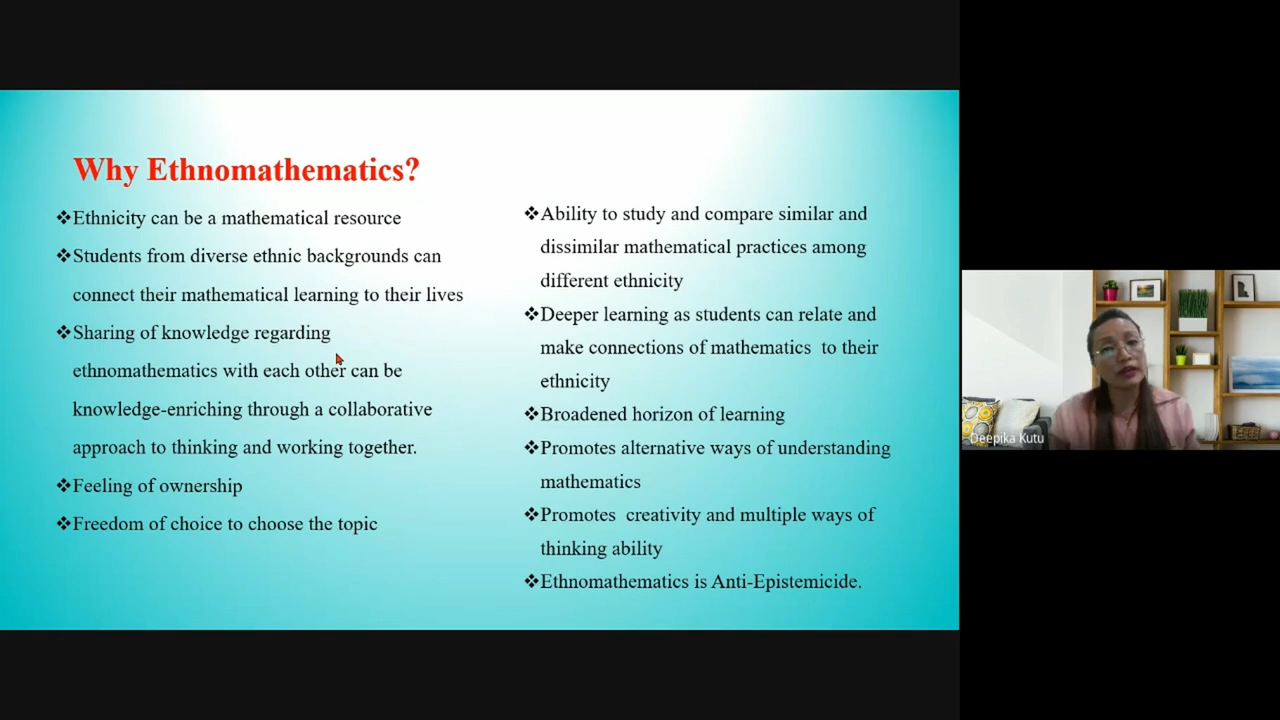 Why Ethnomathematics?
❖Ethnicity can be a mathematical resource
❖Students from diverse ethnic backgrounds can
connect their mathematical learning to their lives
❖Sharing of knowledge regarding
ethnomathematics with each other can be
knowledge-enriching through a collaborative
approach to thinking and working together.
❖Feeling of ownership
❖Freedom of choice to choose the topic
❖Ability to study and compare similar and
dissimilar mathematical practices among
different ethnicity
❖Deeper learning as students can relate and
make connections of mathematics to their
ethnicity
❖Broadened horizon of learning
❖Promotes alternative ways of understanding
mathematics
❖Promotes creativity and multiple ways of
thinking ability
❖Ethnomathematics is Anti-Epistemicide.
Deepika Kutu